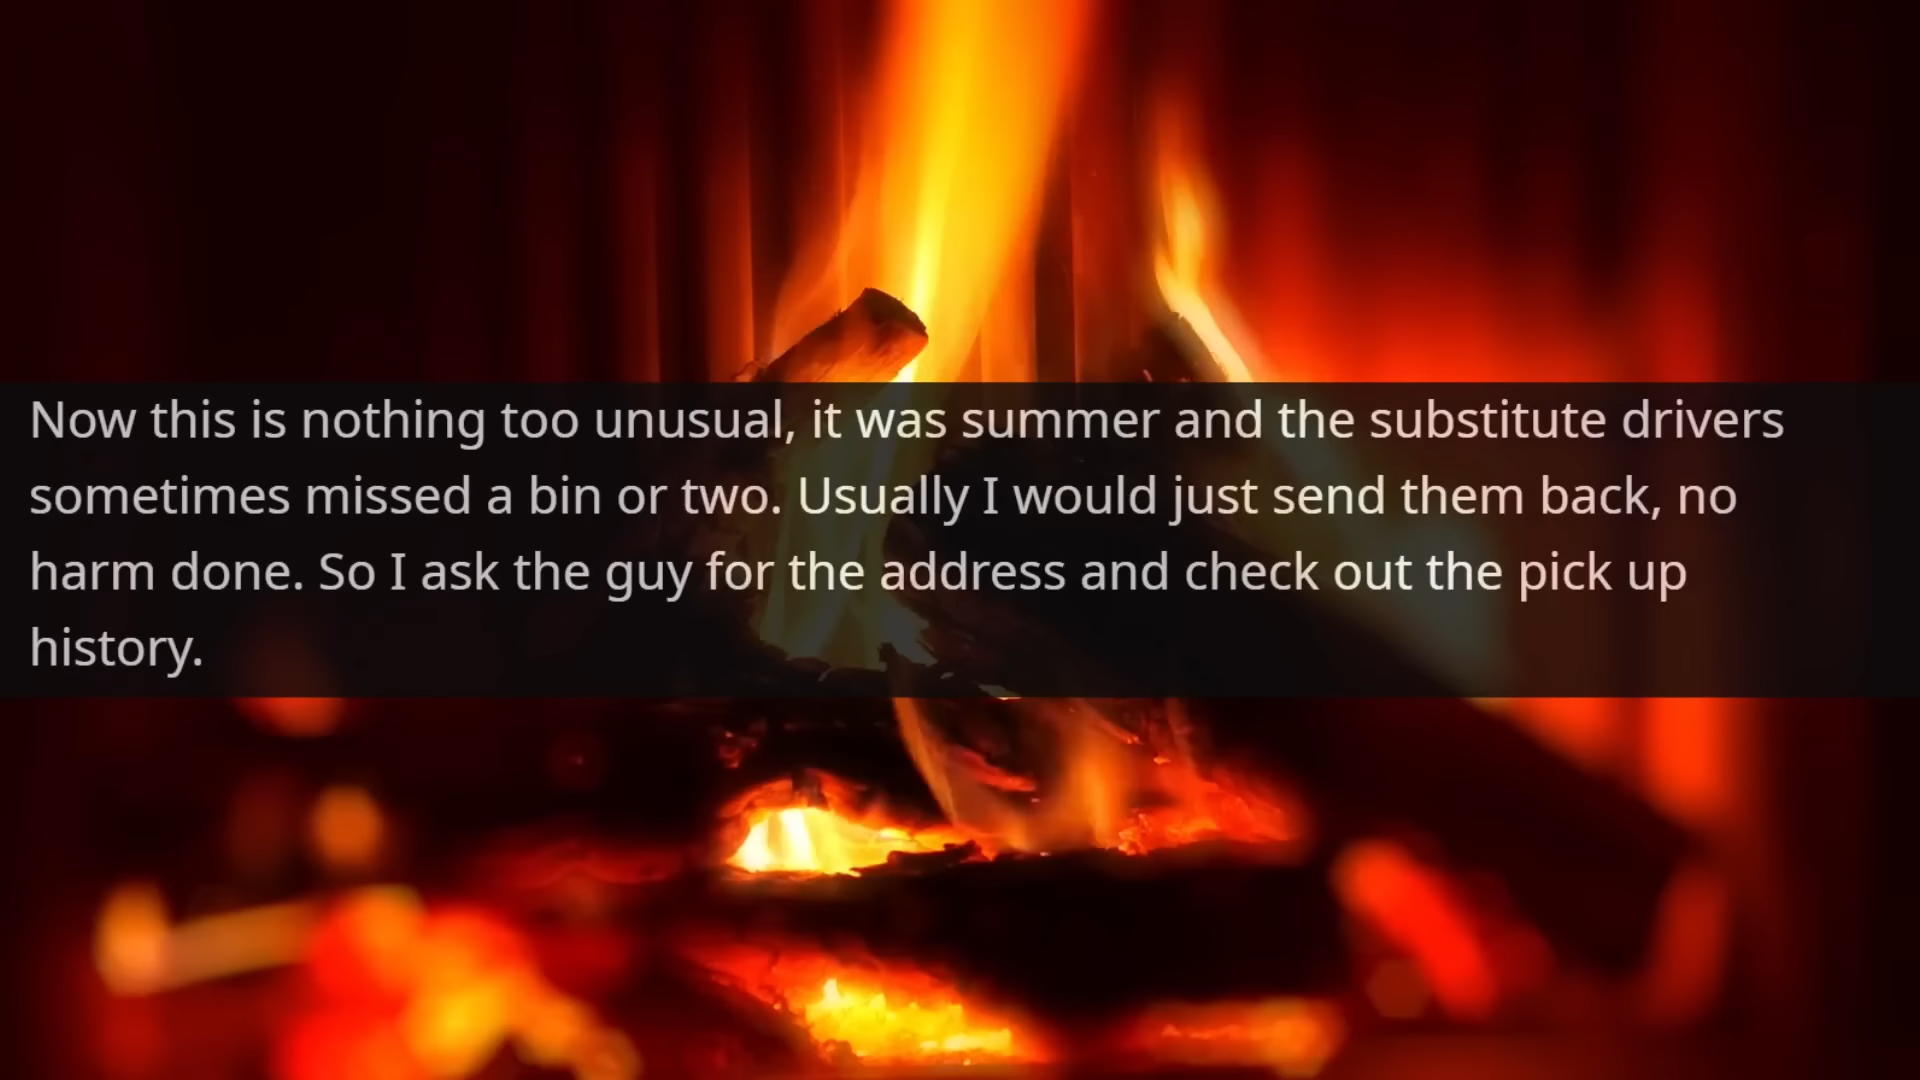 Now this is nothing too unusual, it was summer and the substitute drivers
sometimes missed a bin or two. Usually I would just send them back, no
harm done. So I ask the guy for the address and check out the pick up
history.